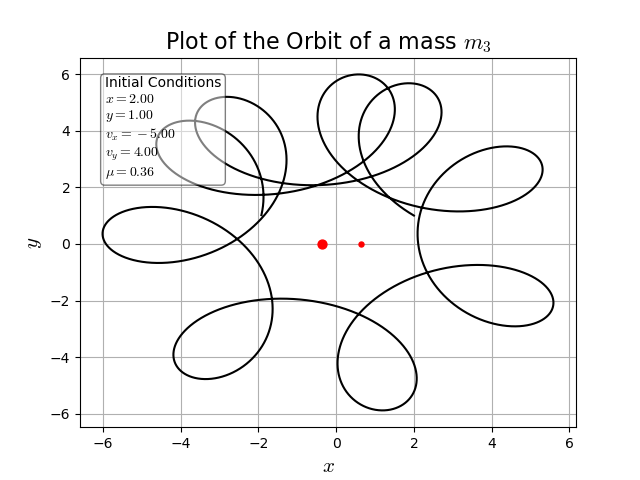 Plot of the Orbit of a mass m₃
Initial Conditions
x = 2.00
y = 1.00
vₓ = −5.00
v_y = 4.00
μ = 0.36
6
4
2
0
−2
−4
−6
y
−6 −4 −2 0 2 4 6
x